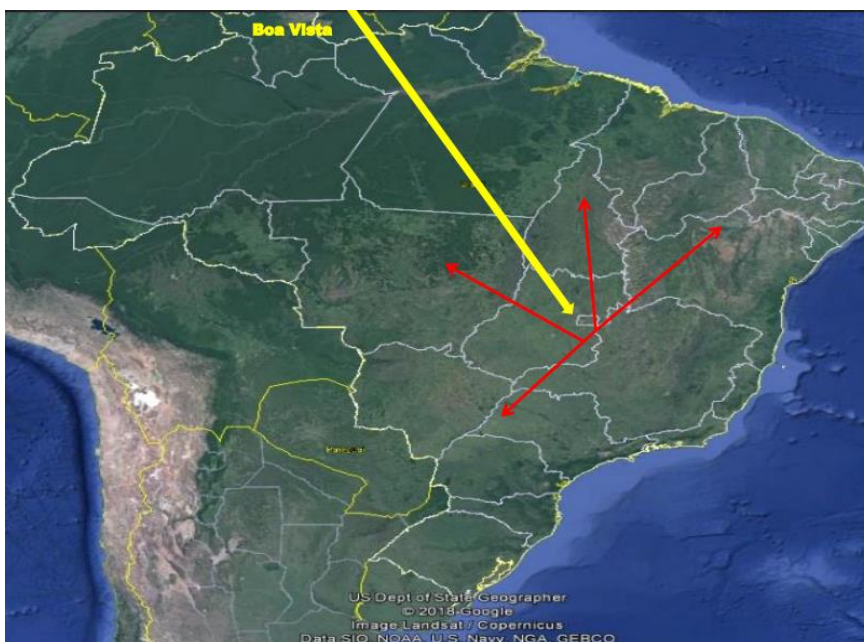 Boa Vista
US Dept of State Geographer
© 2018 Google
Image Landsat / Copernicus
Data SIO, NOAA, U.S. Navy, NGA, GEBCO